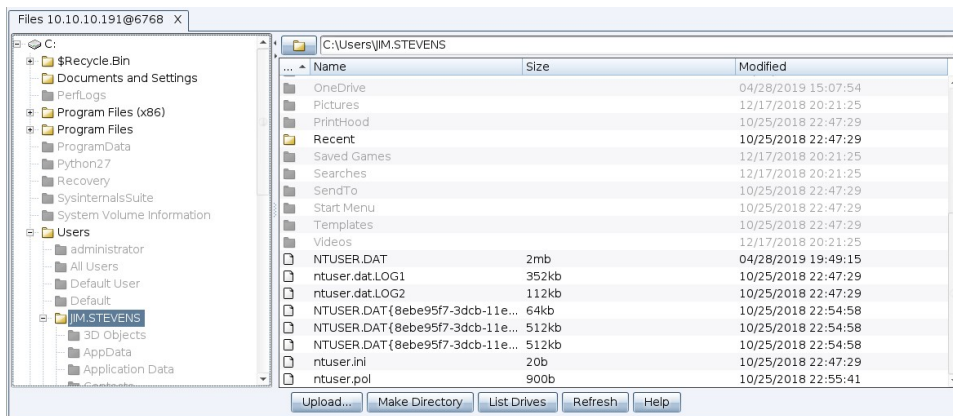 Files 10.10.10.191@6768 X
C:
$Recycle.Bin
Documents and Settings
PerfLogs
Program Files (x86)
Program Files
ProgramData
Python27
Recovery
SysinternalsSuite
System Volume Information
Users
administrator
All Users
Default User
Default
JIM.STEVENS
3D Objects
AppData
Application Data
C:\Users\JIM.STEVENS
... Name Size Modified
OneDrive 04/28/2019 15:07:54
Pictures 12/17/2018 20:21:25
PrintHood 10/25/2018 22:47:29
Recent 10/25/2018 22:47:29
Saved Games 12/17/2018 20:21:25
Searches 12/17/2018 20:21:25
SendTo 10/25/2018 22:47:29
Start Menu 10/25/2018 22:47:29
Templates 10/25/2018 22:47:29
Videos 12/17/2018 20:21:25
NTUSER.DAT 2mb 04/28/2019 19:49:15
ntuser.dat.LOG1 352kb 10/25/2018 22:47:29
ntuser.dat.LOG2 112kb 10/25/2018 22:47:29
NTUSER.DAT{8ebe95f7-3dcb-11e... 64kb 10/25/2018 22:54:58
NTUSER.DAT{8ebe95f7-3dcb-11e... 512kb 10/25/2018 22:54:58
NTUSER.DAT{8ebe95f7-3dcb-11e... 512kb 10/25/2018 22:54:58
ntuser.ini 20b 10/25/2018 22:47:29
ntuser.pol 900b 10/25/2018 22:55:41
Upload... Make Directory List Drives Refresh Help